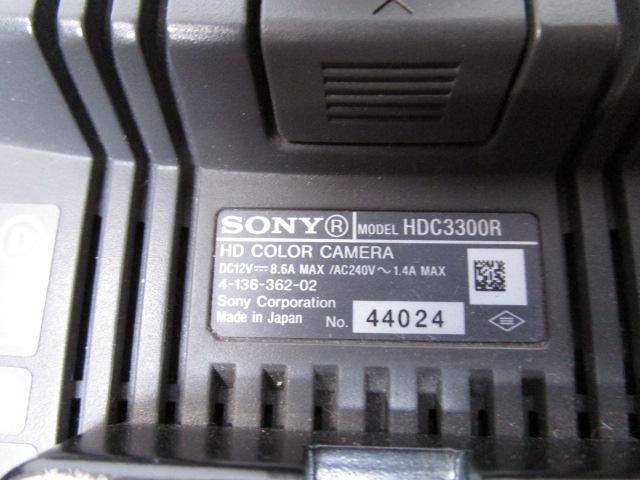 SONY® MODEL HDC3300R
HD COLOR CAMERA
DC12V⎓8.6A MAX /AC240V～1.4A MAX
4-136-362-02
Sony Corporation
Made in Japan No. 44024